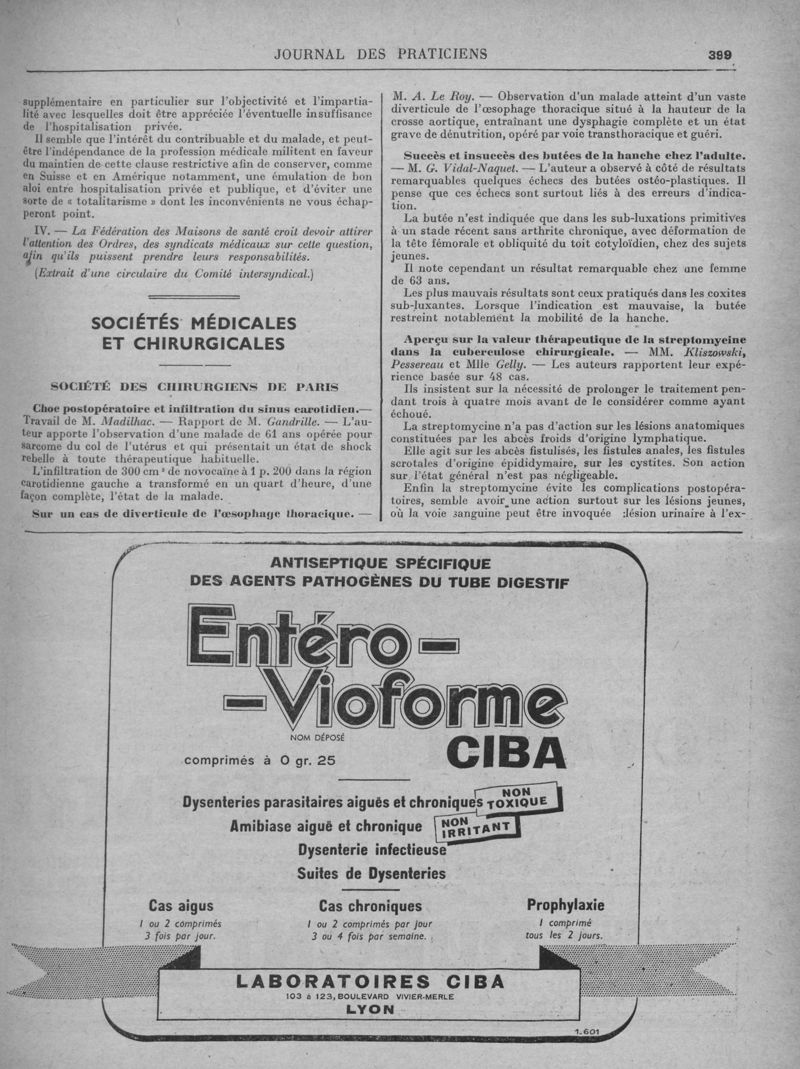 JOURNAL DES PRATICIENS
399
supplémentaire en particulier sur l'objectivité et l'impartia-
lité avec lesquelles doit être appréciée l'éventuelle insuffisance
de l'hospitalisation privée.
Il semble que l'intérêt du contribuable et du malade, et peut-
être l'indépendance de la profession médicale militent en faveur
du maintien de cette clause restrictive afin de conserver, comme
en Suisse et en Amérique notamment, une émulation de bon
aloi entre hospitalisation privée et publique, et d'éviter une
sorte de « totalitarisme » dont les inconvénients ne vous échap-
peront point.
IV. — La Fédération des Maisons de santé croit devoir attirer
l'attention des Ordres, des syndicats médicaux sur cette question,
afin qu'ils puissent prendre leurs responsabilités.
(Extrait d'une circulaire du Comité intersyndical.)
SOCIÉTÉS MÉDICALES
ET CHIRURGICALES
SOCIÉTÉ DES CHIRURGIENS DE PARIS
Choc postopératoire et infiltration du sinus carotidien.—
Travail de M. Madilhac. — Rapport de M. Gandrille. — L'au-
teur apporte l'observation d'une malade de 61 ans opérée pour
sarcome du col de l'utérus et qui présentait un état de shock
rebelle à toute thérapeutique habituelle.
L'infiltration de 300 cm³ de novocaïne à 1 p. 200 dans la région
carotidienne gauche a transformé en un quart d'heure, d'une
façon complète, l'état de la malade.
Sur un cas de diverticule de l'œsophage thoracique. —
M. A. Le Roy. — Observation d'un malade atteint d'un vaste
diverticule de l'œsophage thoracique situé à la hauteur de la
crosse aortique, entraînant une dysphagie complète et un état
grave de dénutrition, opéré par voie transthoracique et guéri.
Succès et insuccès des butées de la hanche chez l'adulte.
— M. G. Vidal-Naquet. — L'auteur a observé à côté de résultats
remarquables quelques échecs des butées ostéo-plastiques. Il
pense que ces échecs sont surtout liés à des erreurs d'indica-
tion.
La butée n'est indiquée que dans les sub-luxations primitives
à un stade récent sans arthrite chronique, avec déformation de
la tête fémorale et obliquité du toit cotyloïdien, chez des sujets
jeunes.
Il note cependant un résultat remarquable chez une femme
de 63 ans.
Les plus mauvais résultats sont ceux pratiqués dans les coxites
sub-luxantes. Lorsque l'indication est mauvaise, la butée
restreint notablement la mobilité de la hanche.
Aperçu sur la valeur thérapeutique de la streptomycine
dans la cuberculose chirurgicale. — MM. Kliszowski,
Pessereau et Mlle Gelly. — Les auteurs rapportent leur expé-
rience basée sur 48 cas.
Ils insistent sur la nécessité de prolonger le traitement pen-
dant trois à quatre mois avant de le considérer comme ayant
échoué.
La streptomycine n'a pas d'action sur les lésions anatomiques
constituées par les abcès froids d'origine lymphatique.
Elle agit sur les abcès fistulisés, les fistules anales, les fistules
scrotales d'origine épididymaire, sur les cystites. Son action
sur l'état général n'est pas négligeable.
Enfin la streptomycine évite les complications postopéra-
toires, semble avoir une action surtout sur les lésions jeunes,
où la voie sanguine peut être invoquée :lésion urinaire à l'ex-
ANTISEPTIQUE SPÉCIFIQUE
DES AGENTS PATHOGÈNES DU TUBE DIGESTIF
Entéro-
-Vioforme
NOM DÉPOSÉ
CIBA
comprimés à 0 gr. 25
Dysenteries parasitaires aiguës et chroniques NON TOXIQUE
Amibiase aiguë et chronique NON IRRITANT
Dysenterie infectieuse
Suites de Dysenteries
Cas aigus
1 ou 2 comprimés
3 fois par jour.
Cas chroniques
1 ou 2 comprimés par jour
3 ou 4 fois par semaine.
Prophylaxie
1 comprimé
tous les 2 jours.
LABORATOIRES CIBA
103 à 123, BOULEVARD VIVIER-MERLE
LYON
1.601